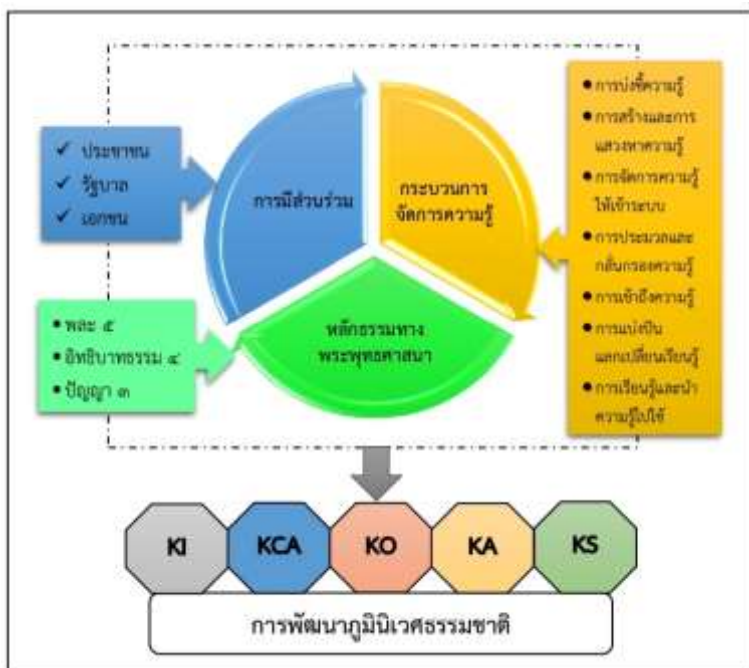 ประชาชน
รัฐบาล
เอกชน
การมีส่วนร่วม
กระบวนการ
จัดการความรู้
การบ่งชี้ความรู้
การสร้างและการ
แสวงหาความรู้
การจัดการความรู้
ให้เข้าระบบ
การประมวลและ
กลั่นกรองความรู้
การเข้าถึงความรู้
การแบ่งปัน
แลกเปลี่ยนเรียนรู้
การเรียนรู้และนำ
ความรู้ไปใช้
พละ ๕
อิทธิบาทธรรม ๔
ปัญญา ๓
หลักธรรมทาง
พระพุทธศาสนา
KI
KCA
KO
KA
KS
การพัฒนาภูมินิเวศธรรมชาติ